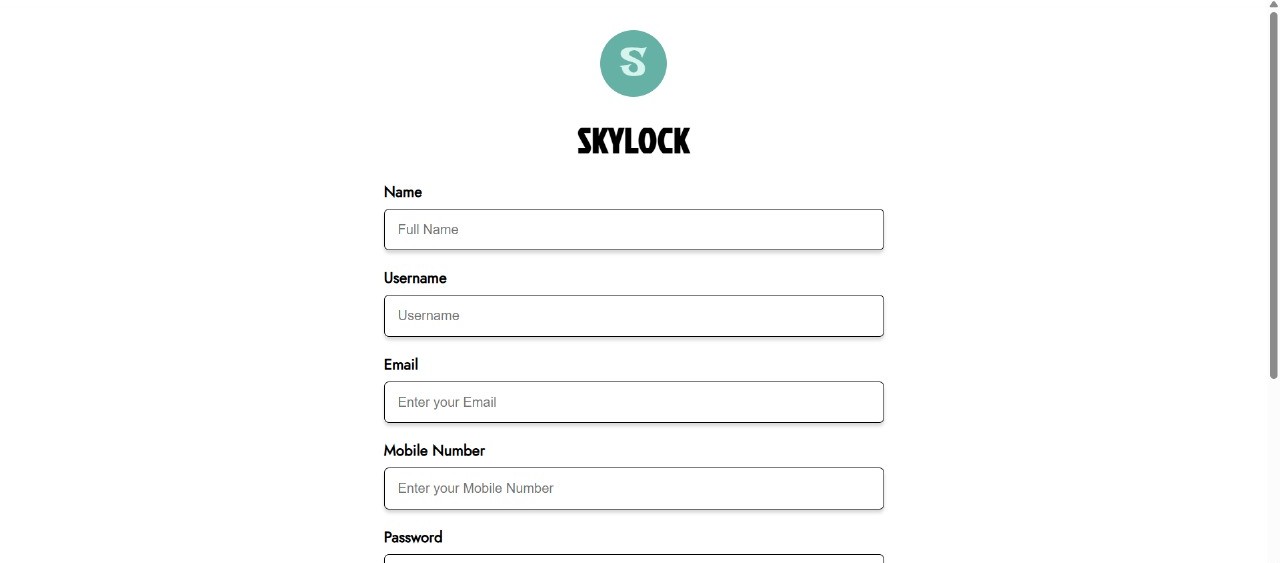 S
SKYLOCK
Name
Full Name
Username
Username
Email
Enter your Email
Mobile Number
Enter your Mobile Number
Password